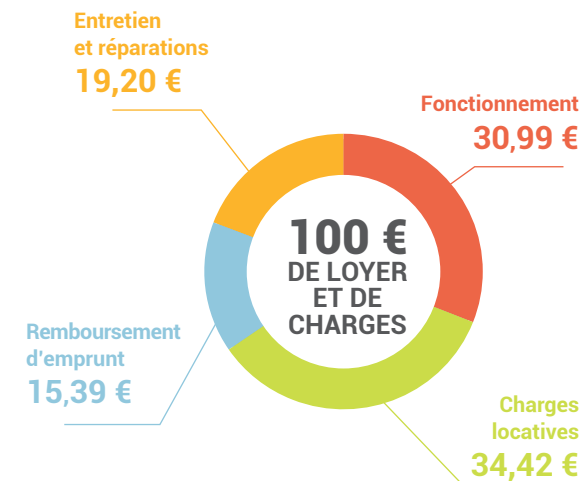 Entretien
et réparations
19,20 €
Fonctionnement
30,99 €
100 €
DE LOYER
ET DE
CHARGES
Remboursement
d'emprunt
15,39 €
Charges
locatives
34,42 €